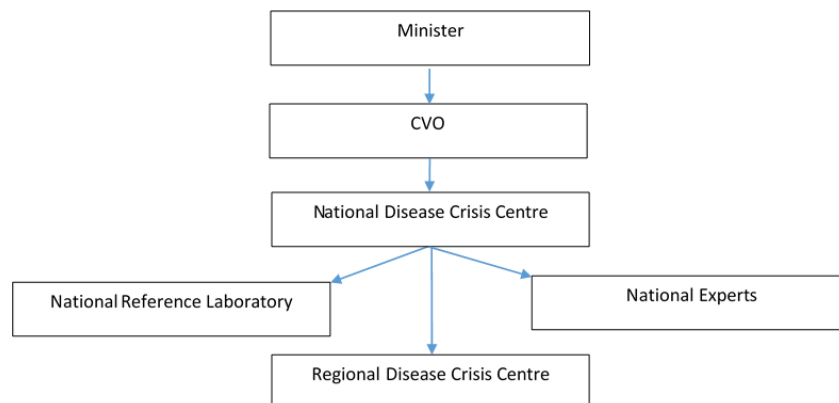 Minister
CVO
National Disease Crisis Centre
National Reference Laboratory
National Experts
Regional Disease Crisis Centre